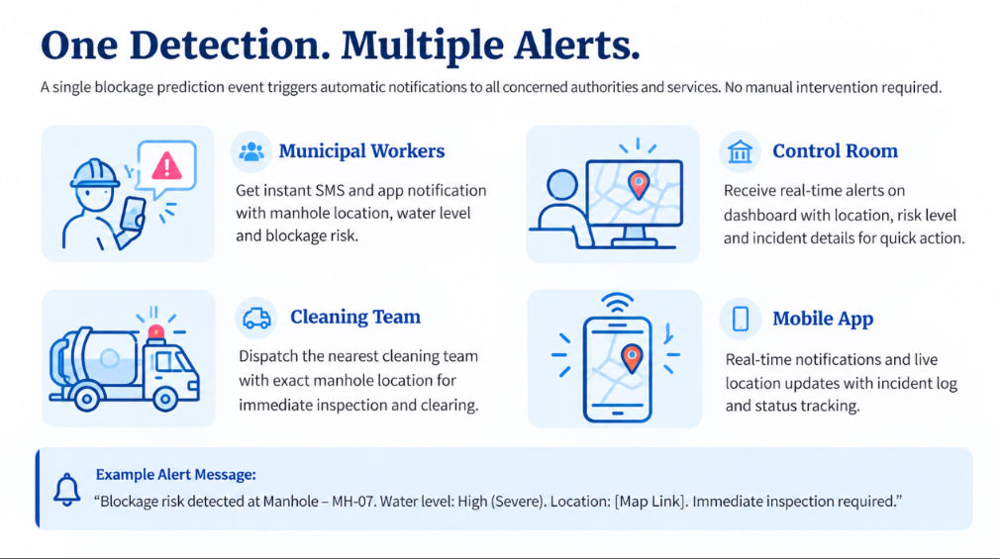 One Detection. Multiple Alerts.
A single blockage prediction event triggers automatic notifications to all concerned authorities and services. No manual intervention required.
Municipal Workers
Get instant SMS and app notification
with manhole location, water level
and blockage risk.
Control Room
Receive real-time alerts on
dashboard with location, risk level
and incident details for quick action.
Cleaning Team
Dispatch the nearest cleaning team
with exact manhole location for
immediate inspection and clearing.
Mobile App
Real-time notifications and live
location updates with incident log
and status tracking.
Example Alert Message:
“Blockage risk detected at Manhole – MH-07. Water level: High (Severe). Location: [Map Link]. Immediate inspection required.”